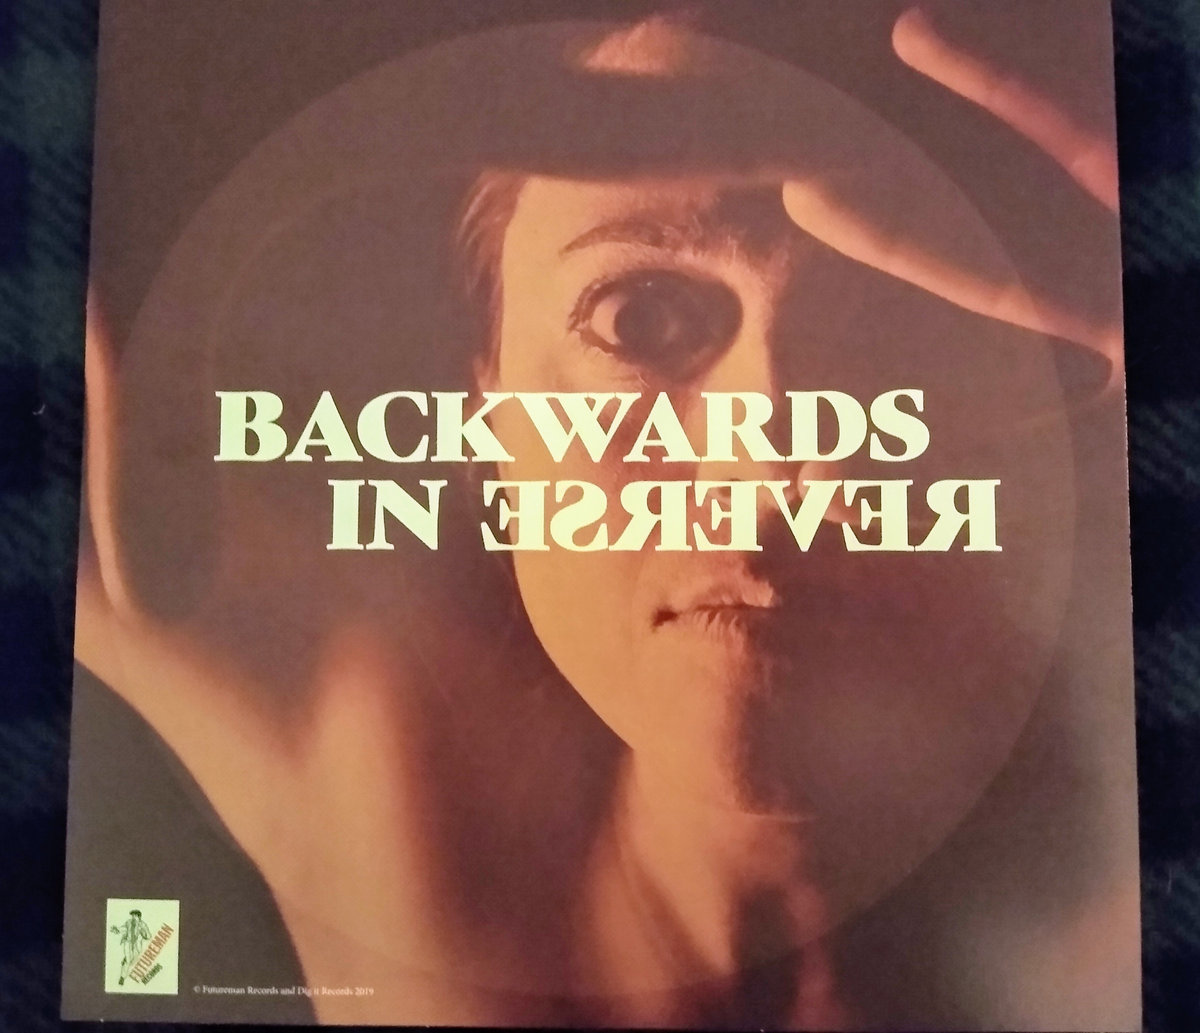 BACKWARDS
IN REVERSE
FUTUREMAN
RECORDS
© Futureman Records and Dig it Records 2019